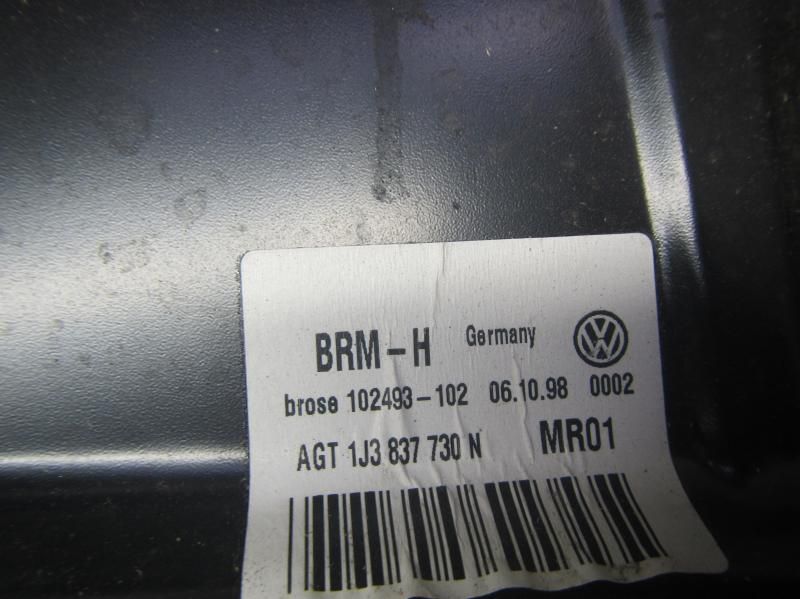 BRM-H Germany
brose 102493-102 06.10.98 0002
AGT 1J3 837 730 N MR01